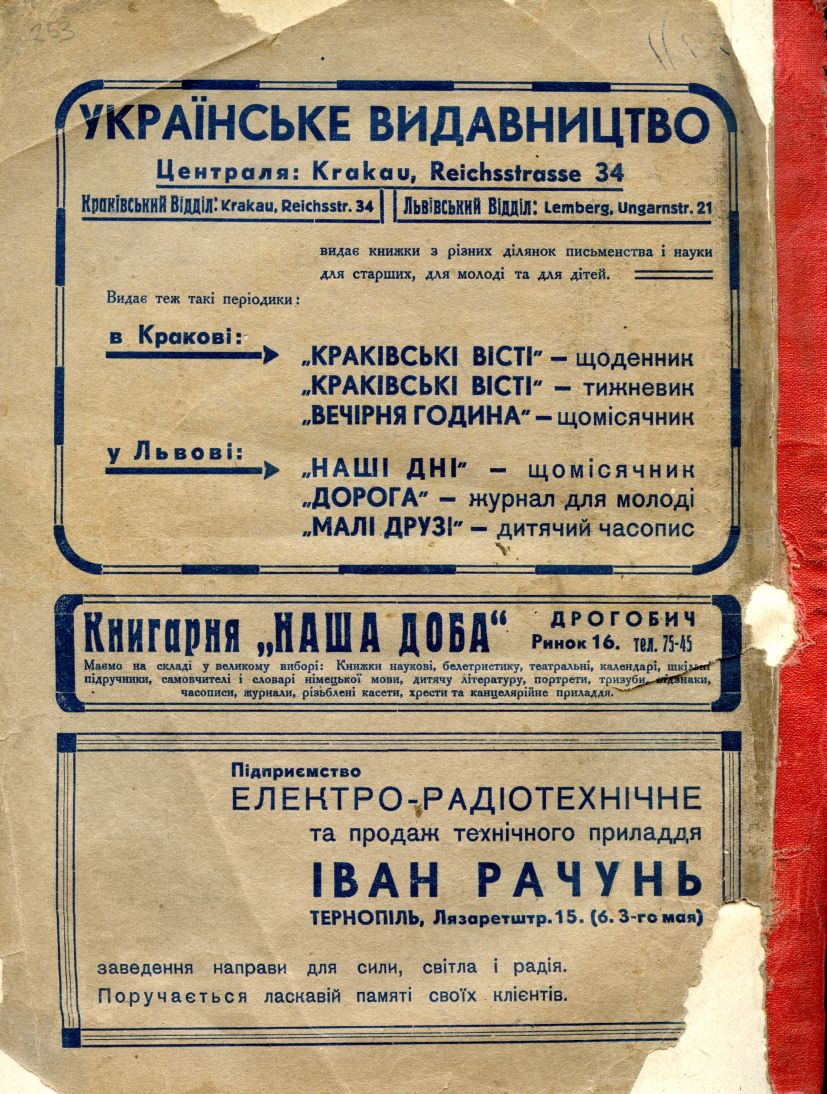 253
УКРАЇНСЬКЕ ВИДАВНИЦТВО
Централя: Krakau, Reichsstrasse 34
Краківський Відділ: Krakau, Reichsstr. 34
Львівський Відділ: Lemberg, Ungarnstr. 21
видає книжки з різних ділянок письменства і науки
для старших, для молоді та для дітей.
Видає теж такі періодики:
в Кракові:
„КРАКІВСЬКІ ВІСТІ" – щоденник
„КРАКІВСЬКІ ВІСТІ" – тижневик
„ВЕЧІРНЯ ГОДИНА" – щомісячник
у Львові:
„НАШІ ДНІ" – щомісячник
„ДОРОГА" – журнал для молоді
„МАЛІ ДРУЗІ" – дитячий часопис
Книгарня „НАША ДОБА“
ДРОГОБИЧ
Ринок 16. тел. 75-45
Маємо на складі у великому виборі: Книжки наукові, белетристику, театральні, календарі, шкільні
підручники, самовчителі і словарі німецької мови, дитячу літературу, портрети, тризуби, відзнаки,
часописи, журнали, різьблені касети, хрести та канцелярійне приладдя.
Підприємство
ЕЛЕКТРО-РАДІОТЕХНІЧНЕ
та продаж технічного приладдя
ІВАН РАЧУНЬ
ТЕРНОПІЛЬ, Лязаретштр. 15. (б. 3-го мая)
заведення направи для сили, світла і радія.
Поручається ласкавій памяті своїх клієнтів.